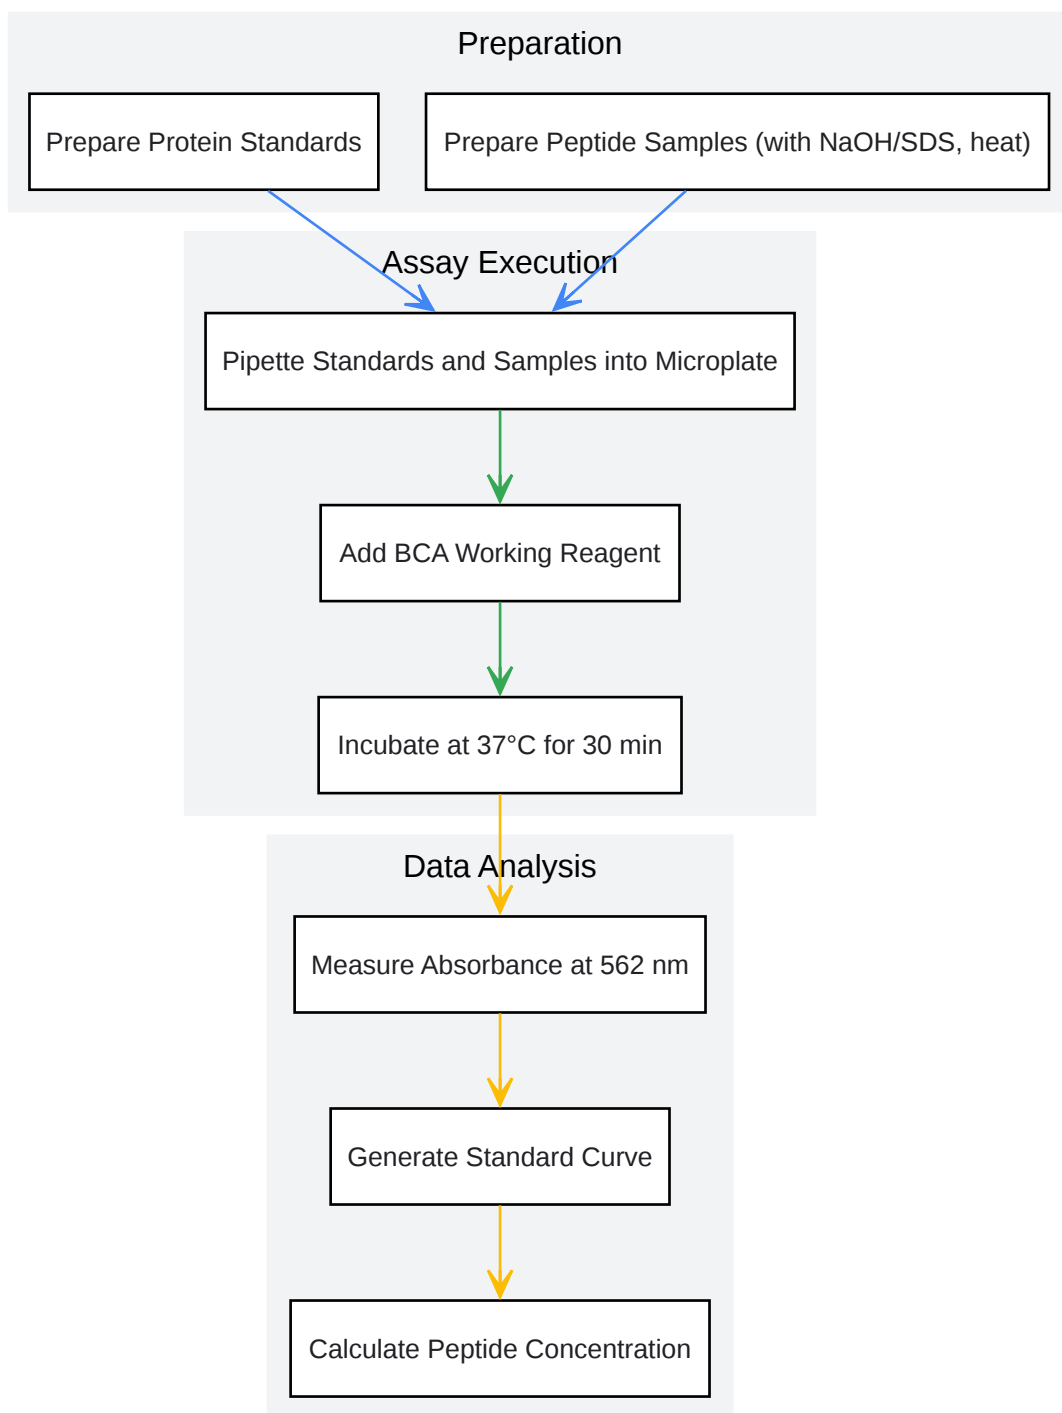 Preparation
Prepare Protein Standards
Prepare Peptide Samples (with NaOH/SDS, heat)
Assay Execution
Pipette Standards and Samples into Microplate
Add BCA Working Reagent
Incubate at 37°C for 30 min
Data Analysis
Measure Absorbance at 562 nm
Generate Standard Curve
Calculate Peptide Concentration